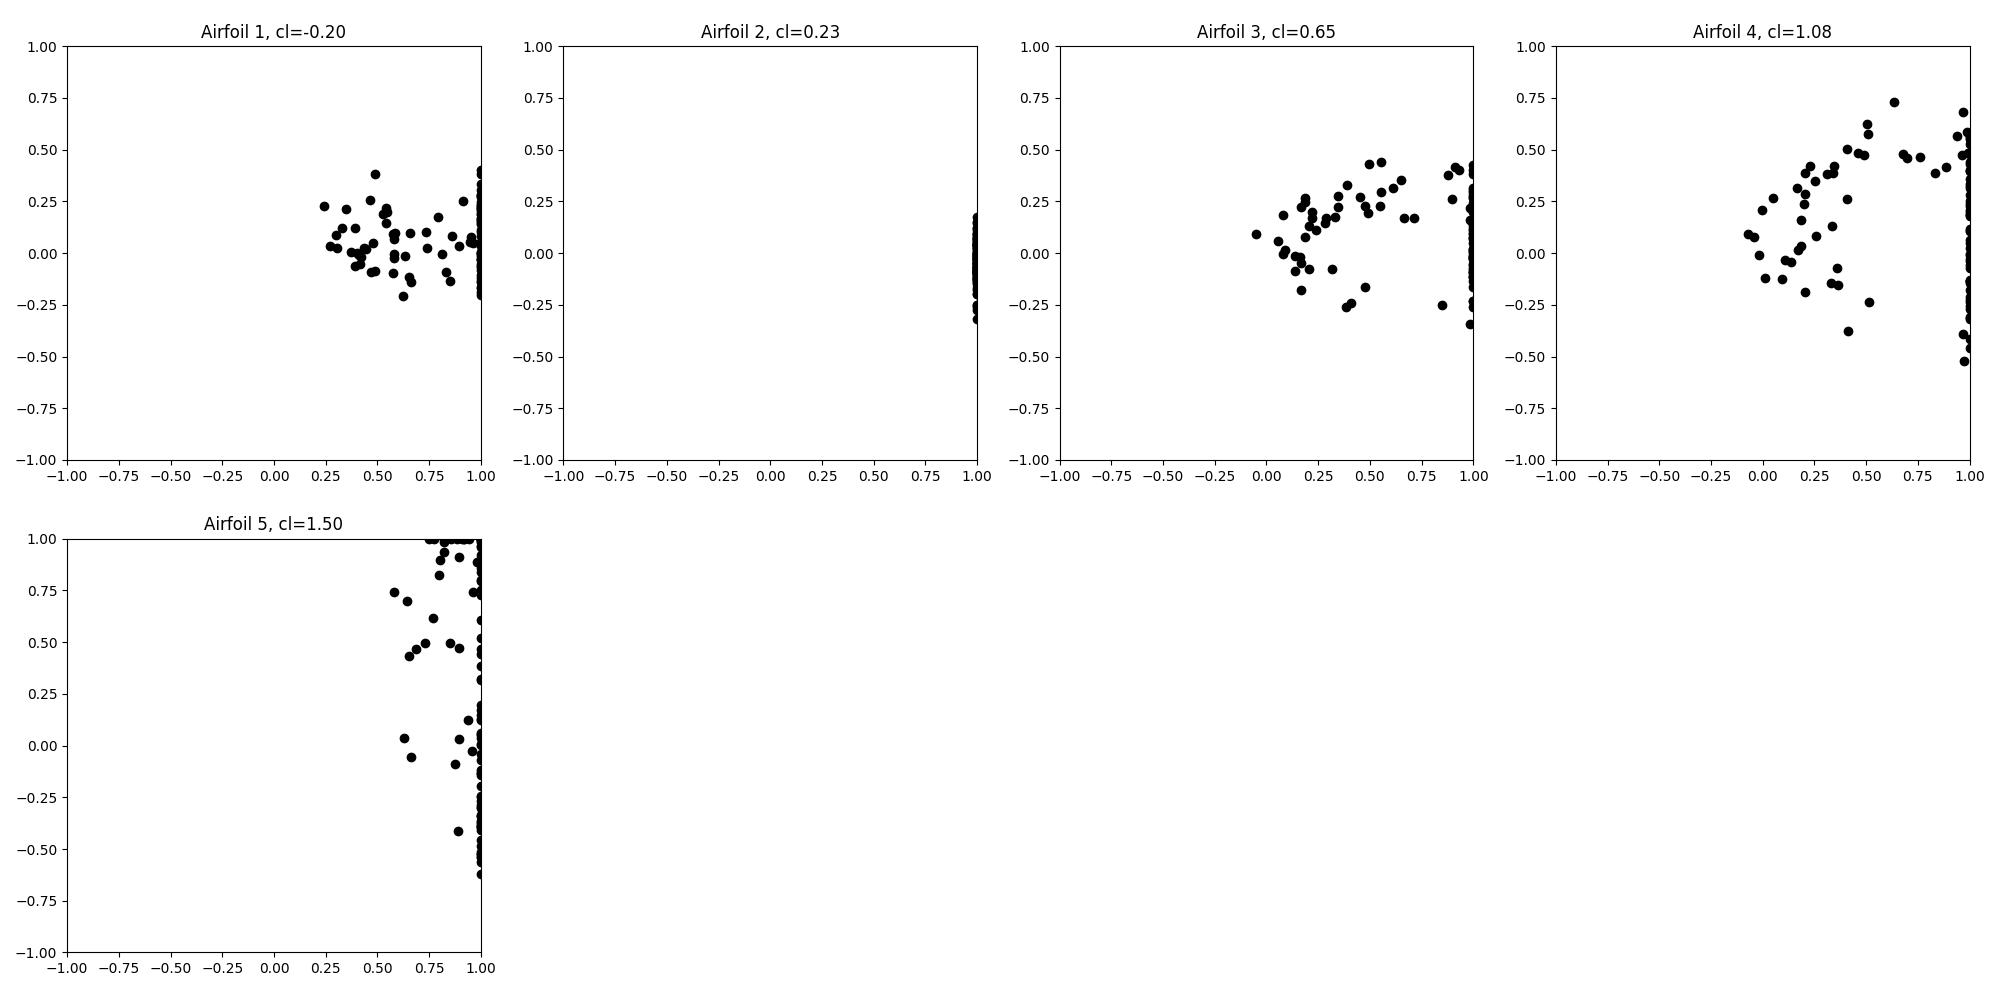 Airfoil 1, cl=-0.20
Airfoil 2, cl=0.23
Airfoil 3, cl=0.65
Airfoil 4, cl=1.08
1.00 1.00 1.00 1.00
0.75 0.75 0.75 0.75
0.50 0.50 0.50 0.50
0.25 0.25 0.25 0.25
0.00 0.00 0.00 0.00
−0.25 −0.25 −0.25 −0.25
−0.50 −0.50 −0.50 −0.50
−0.75 −0.75 −0.75 −0.75
−1.00 −1.00 −1.00 −1.00
−1.00 −0.75 −0.50 −0.25 0.00 0.25 0.50 0.75 1.00
−1.00 −0.75 −0.50 −0.25 0.00 0.25 0.50 0.75 1.00
−1.00 −0.75 −0.50 −0.25 0.00 0.25 0.50 0.75 1.00
−1.00 −0.75 −0.50 −0.25 0.00 0.25 0.50 0.75 1.00
Airfoil 5, cl=1.50
1.00
0.75
0.50
0.25
0.00
−0.25
−0.50
−0.75
−1.00
−1.00 −0.75 −0.50 −0.25 0.00 0.25 0.50 0.75 1.00